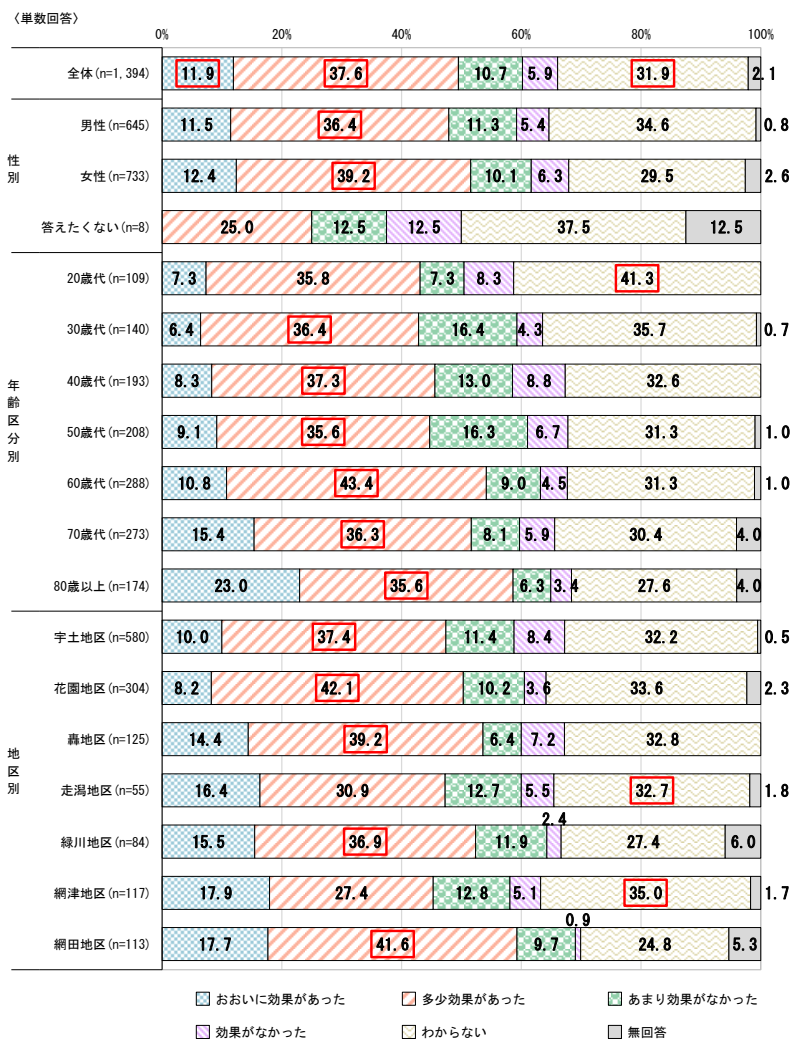 〈単数回答〉
0% 20% 40% 60% 80% 100%
全体(n=1,394) 11.9 37.6 10.7 5.9 31.9 2.1
性別
男性(n=645) 11.5 36.4 11.3 5.4 34.6 0.8
女性(n=733) 12.4 39.2 10.1 6.3 29.5 2.6
答えたくない(n=8) 25.0 12.5 12.5 37.5 12.5
年齢区分別
20歳代(n=109) 7.3 35.8 7.3 8.3 41.3
30歳代(n=140) 6.4 36.4 16.4 4.3 35.7 0.7
40歳代(n=193) 8.3 37.3 13.0 8.8 32.6
50歳代(n=208) 9.1 35.6 16.3 6.7 31.3 1.0
60歳代(n=288) 10.8 43.4 9.0 4.5 31.3 1.0
70歳代(n=273) 15.4 36.3 8.1 5.9 30.4 4.0
80歳以上(n=174) 23.0 35.6 6.3 3.4 27.6 4.0
地区別
宇土地区(n=580) 10.0 37.4 11.4 8.4 32.2 0.5
花園地区(n=304) 8.2 42.1 10.2 3.6 33.6 2.3
轟地区(n=125) 14.4 39.2 6.4 7.2 32.8
走潟地区(n=55) 16.4 30.9 12.7 5.5 32.7 1.8
緑川地区(n=84) 15.5 36.9 11.9 2.4 27.4 6.0
網津地区(n=117) 17.9 27.4 12.8 5.1 35.0 1.7
網田地区(n=113) 17.7 41.6 9.7 0.9 24.8 5.3
おおいに効果があった 多少効果があった あまり効果がなかった
効果がなかった わからない 無回答